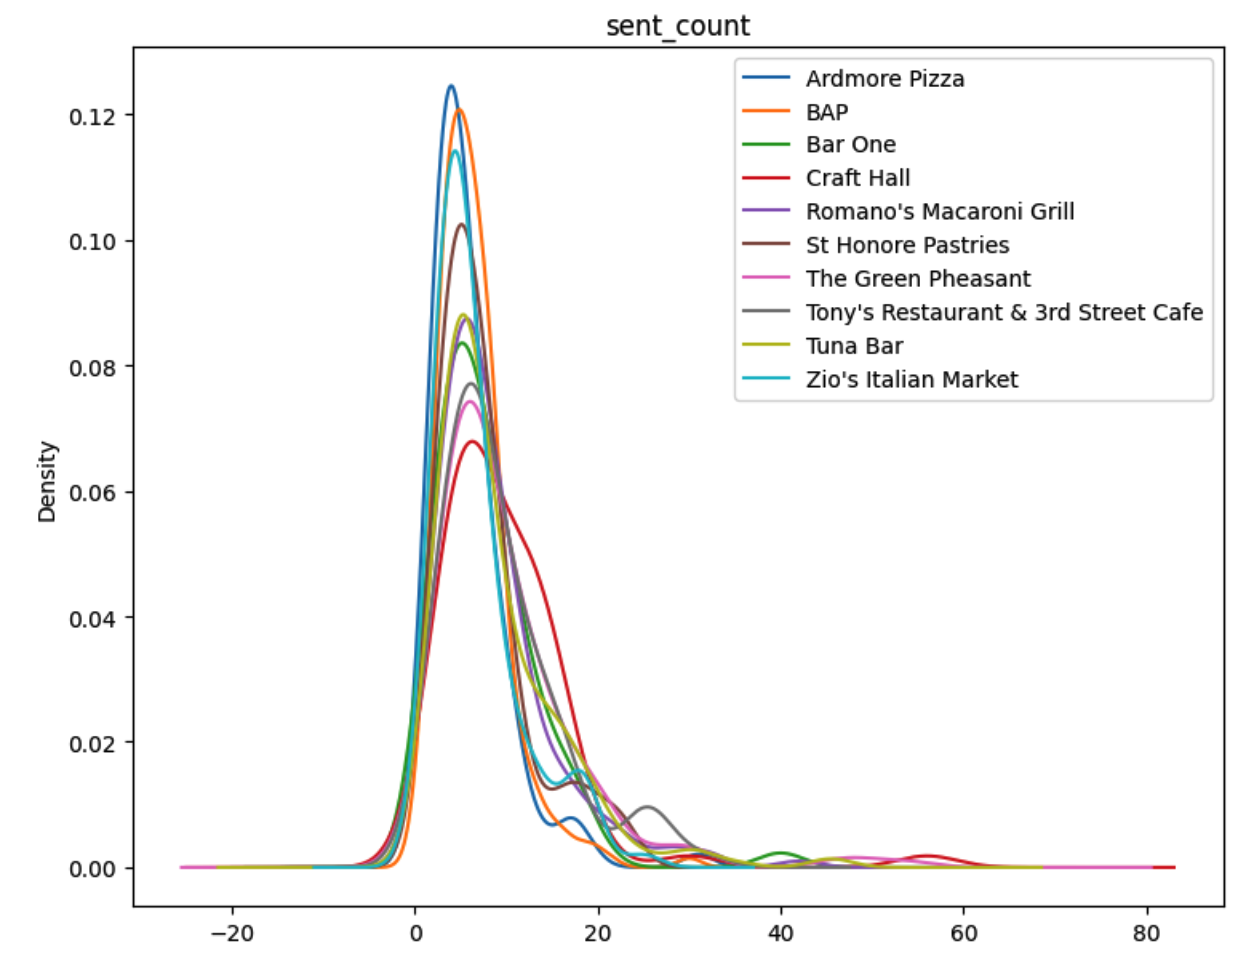 sent_count
Ardmore Pizza
BAP
Bar One
Craft Hall
Romano's Macaroni Grill
St Honore Pastries
The Green Pheasant
Tony's Restaurant & 3rd Street Cafe
Tuna Bar
Zio's Italian Market
Density
0.12
0.10
0.08
0.06
0.04
0.02
0.00
−20 0 20 40 60 80